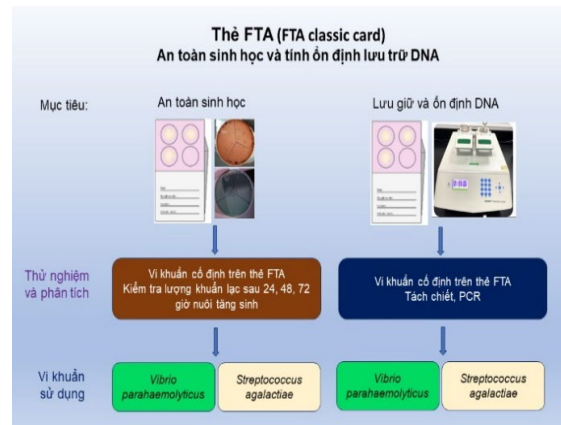 Thẻ FTA (FTA classic card)
An toàn sinh học và tính ổn định lưu trữ DNA
Mục tiêu:
An toàn sinh học
Lưu giữ và ổn định DNA
Thử nghiệm
và phân tích
Vi khuẩn cố định trên thẻ FTA
Kiểm tra lượng khuẩn lạc sau 24, 48, 72
giờ nuôi tăng sinh
Vi khuẩn cố định trên thẻ FTA
Tách chiết, PCR
Vi khuẩn
sử dụng
Vibrio
parahaemolyticus
Streptococcus
agalactiae
Vibrio
parahaemolyticus
Streptococcus
agalactiae